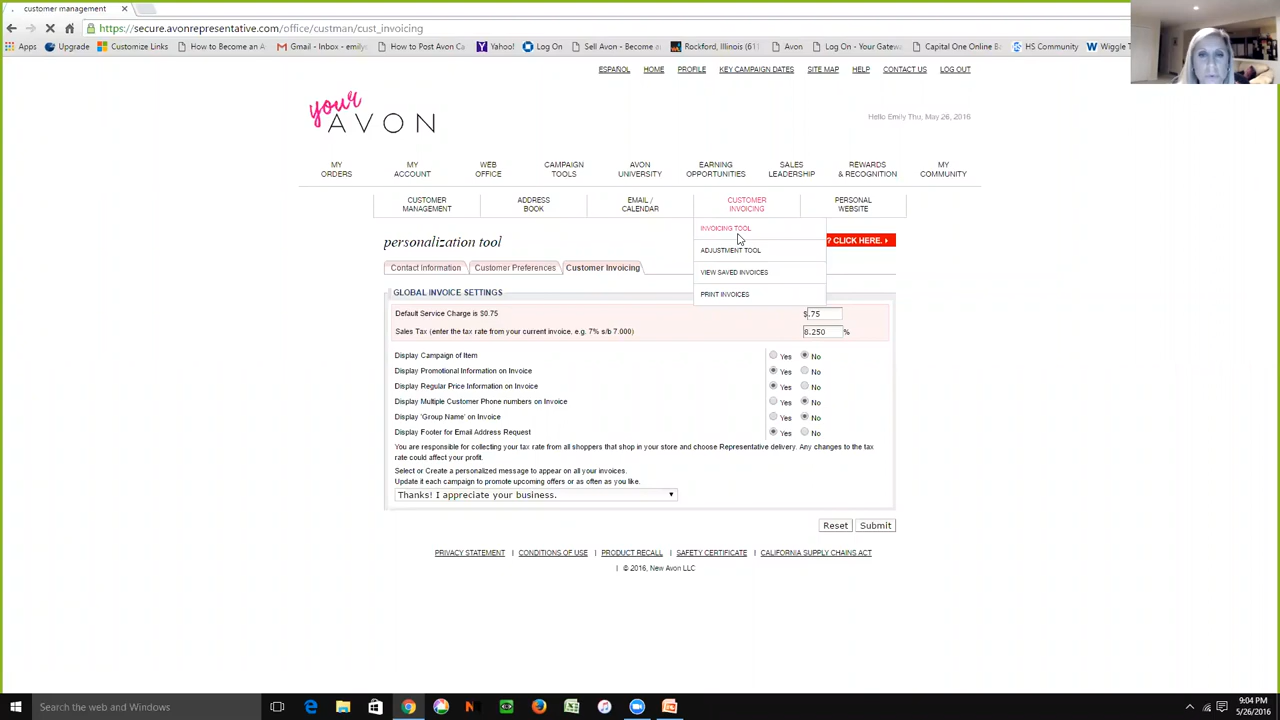 customer management
https://secure.avonrepresentative.com/office/custman/cust_invoicing
Apps Upgrade Customize Links How to Become an A Gmail - Inbox - emilyc How to Post Avon Ca Yahoo! Log On Sell Avon - Become a Rockford, Illinois (611 Avon Log On - Your Gatew Capital One Online Ba HS Community Wiggle T
ESPAÑOL HOME PROFILE KEY CAMPAIGN DATES SITE MAP HELP CONTACT US LOG OUT
your AVON
Hello Emily Thu, May 26, 2016
MY ORDERS
MY ACCOUNT
WEB OFFICE
CAMPAIGN TOOLS
AVON UNIVERSITY
EARNING OPPORTUNITIES
SALES LEADERSHIP
REWARDS & RECOGNITION
MY COMMUNITY
CUSTOMER MANAGEMENT
ADDRESS BOOK
EMAIL / CALENDAR
CUSTOMER INVOICING
PERSONAL WEBSITE
INVOICING TOOL
ADJUSTMENT TOOL
VIEW SAVED INVOICES
PRINT INVOICES
personalization tool
? CLICK HERE.
Contact Information Customer Preferences Customer Invoicing
GLOBAL INVOICE SETTINGS
Default Service Charge is $0.75 $.75
Sales Tax (enter the tax rate from your current invoice, e.g. 7% s/b 7.000) 8.250 %
Display Campaign of Item Yes No
Display Promotional Information on Invoice Yes No
Display Regular Price Information on Invoice Yes No
Display Multiple Customer Phone numbers on Invoice Yes No
Display 'Group Name' on Invoice Yes No
Display Footer for Email Address Request Yes No
You are responsible for collecting your tax rate from all shoppers that shop in your store and choose Representative delivery. Any changes to the tax
rate could affect your profit.
Select or Create a personalized message to appear on all your invoices.
Update it each campaign to promote upcoming offers or as often as you like.
Thanks! I appreciate your business.
Reset Submit
PRIVACY STATEMENT | CONDITIONS OF USE | PRODUCT RECALL | SAFETY CERTIFICATE | CALIFORNIA SUPPLY CHAINS ACT
| © 2016, New Avon LLC
Search the web and Windows
9:04 PM
5/26/2016